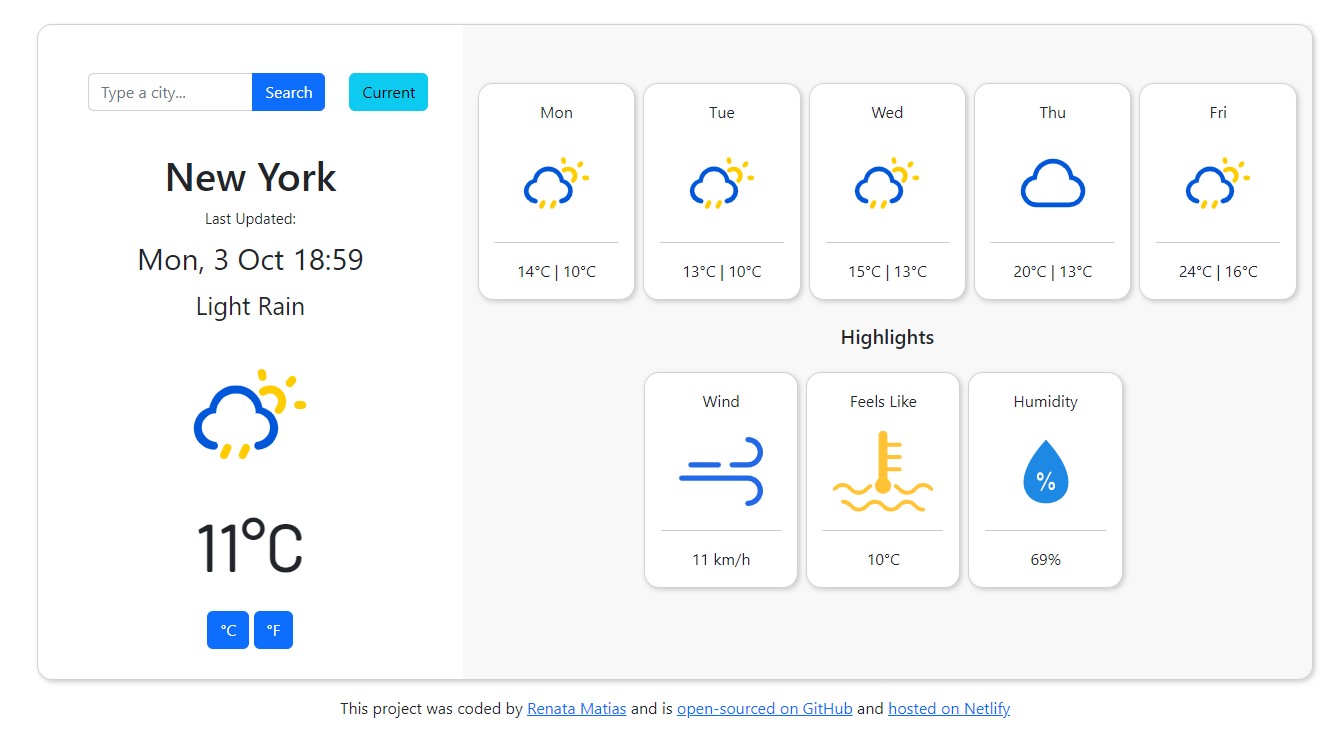 Type a city...
Search
Current
New York
Last Updated:
Mon, 3 Oct 18:59
Light Rain
11°C
°C
°F
Mon
14°C | 10°C
Tue
13°C | 10°C
Wed
15°C | 13°C
Thu
20°C | 13°C
Fri
24°C | 16°C
Highlights
Wind
11 km/h
Feels Like
10°C
Humidity
%
69%
This project was coded by Renata Matias and is open-sourced on GitHub and hosted on Netlify